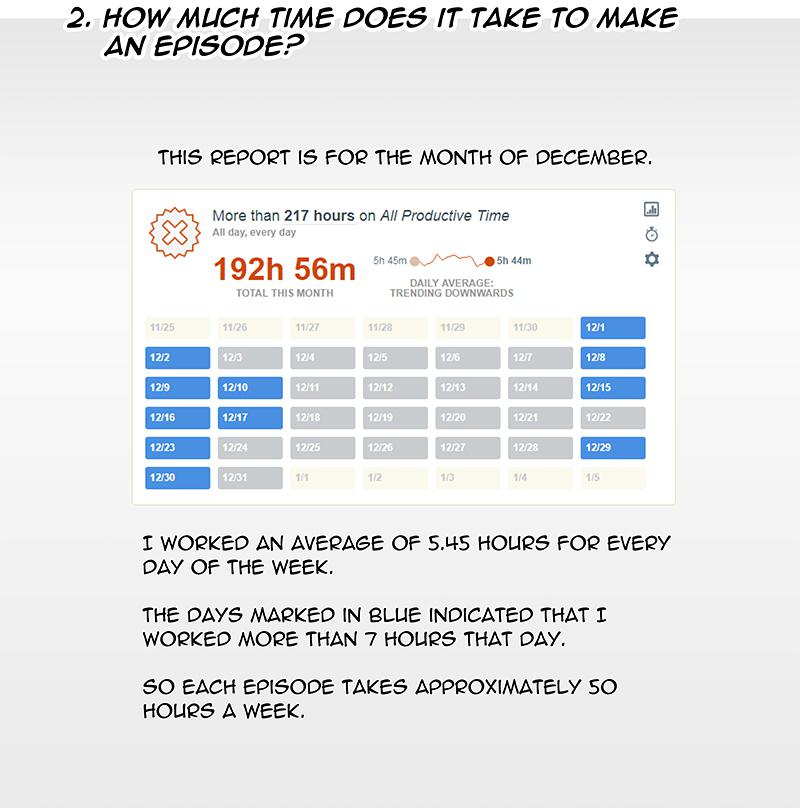 2. HOW MUCH TIME DOES IT TAKE TO MAKE
AN EPISODE?
THIS REPORT IS FOR THE MONTH OF DECEMBER.
More than 217 hours on All Productive Time
All day, every day
192h 56m
TOTAL THIS MONTH
5h 45m 5h 44m
DAILY AVERAGE:
TRENDING DOWNWARDS
11/25 11/26 11/27 11/28 11/29 11/30 12/1
12/2 12/3 12/4 12/5 12/6 12/7 12/8
12/9 12/10 12/11 12/12 12/13 12/14 12/15
12/16 12/17 12/18 12/19 12/20 12/21 12/22
12/23 12/24 12/25 12/26 12/27 12/28 12/29
12/30 12/31 1/1 1/2 1/3 1/4 1/5
I WORKED AN AVERAGE OF 5.45 HOURS FOR EVERY
DAY OF THE WEEK.
THE DAYS MARKED IN BLUE INDICATED THAT I
WORKED MORE THAN 7 HOURS THAT DAY.
SO EACH EPISODE TAKES APPROXIMATELY 50
HOURS A WEEK.